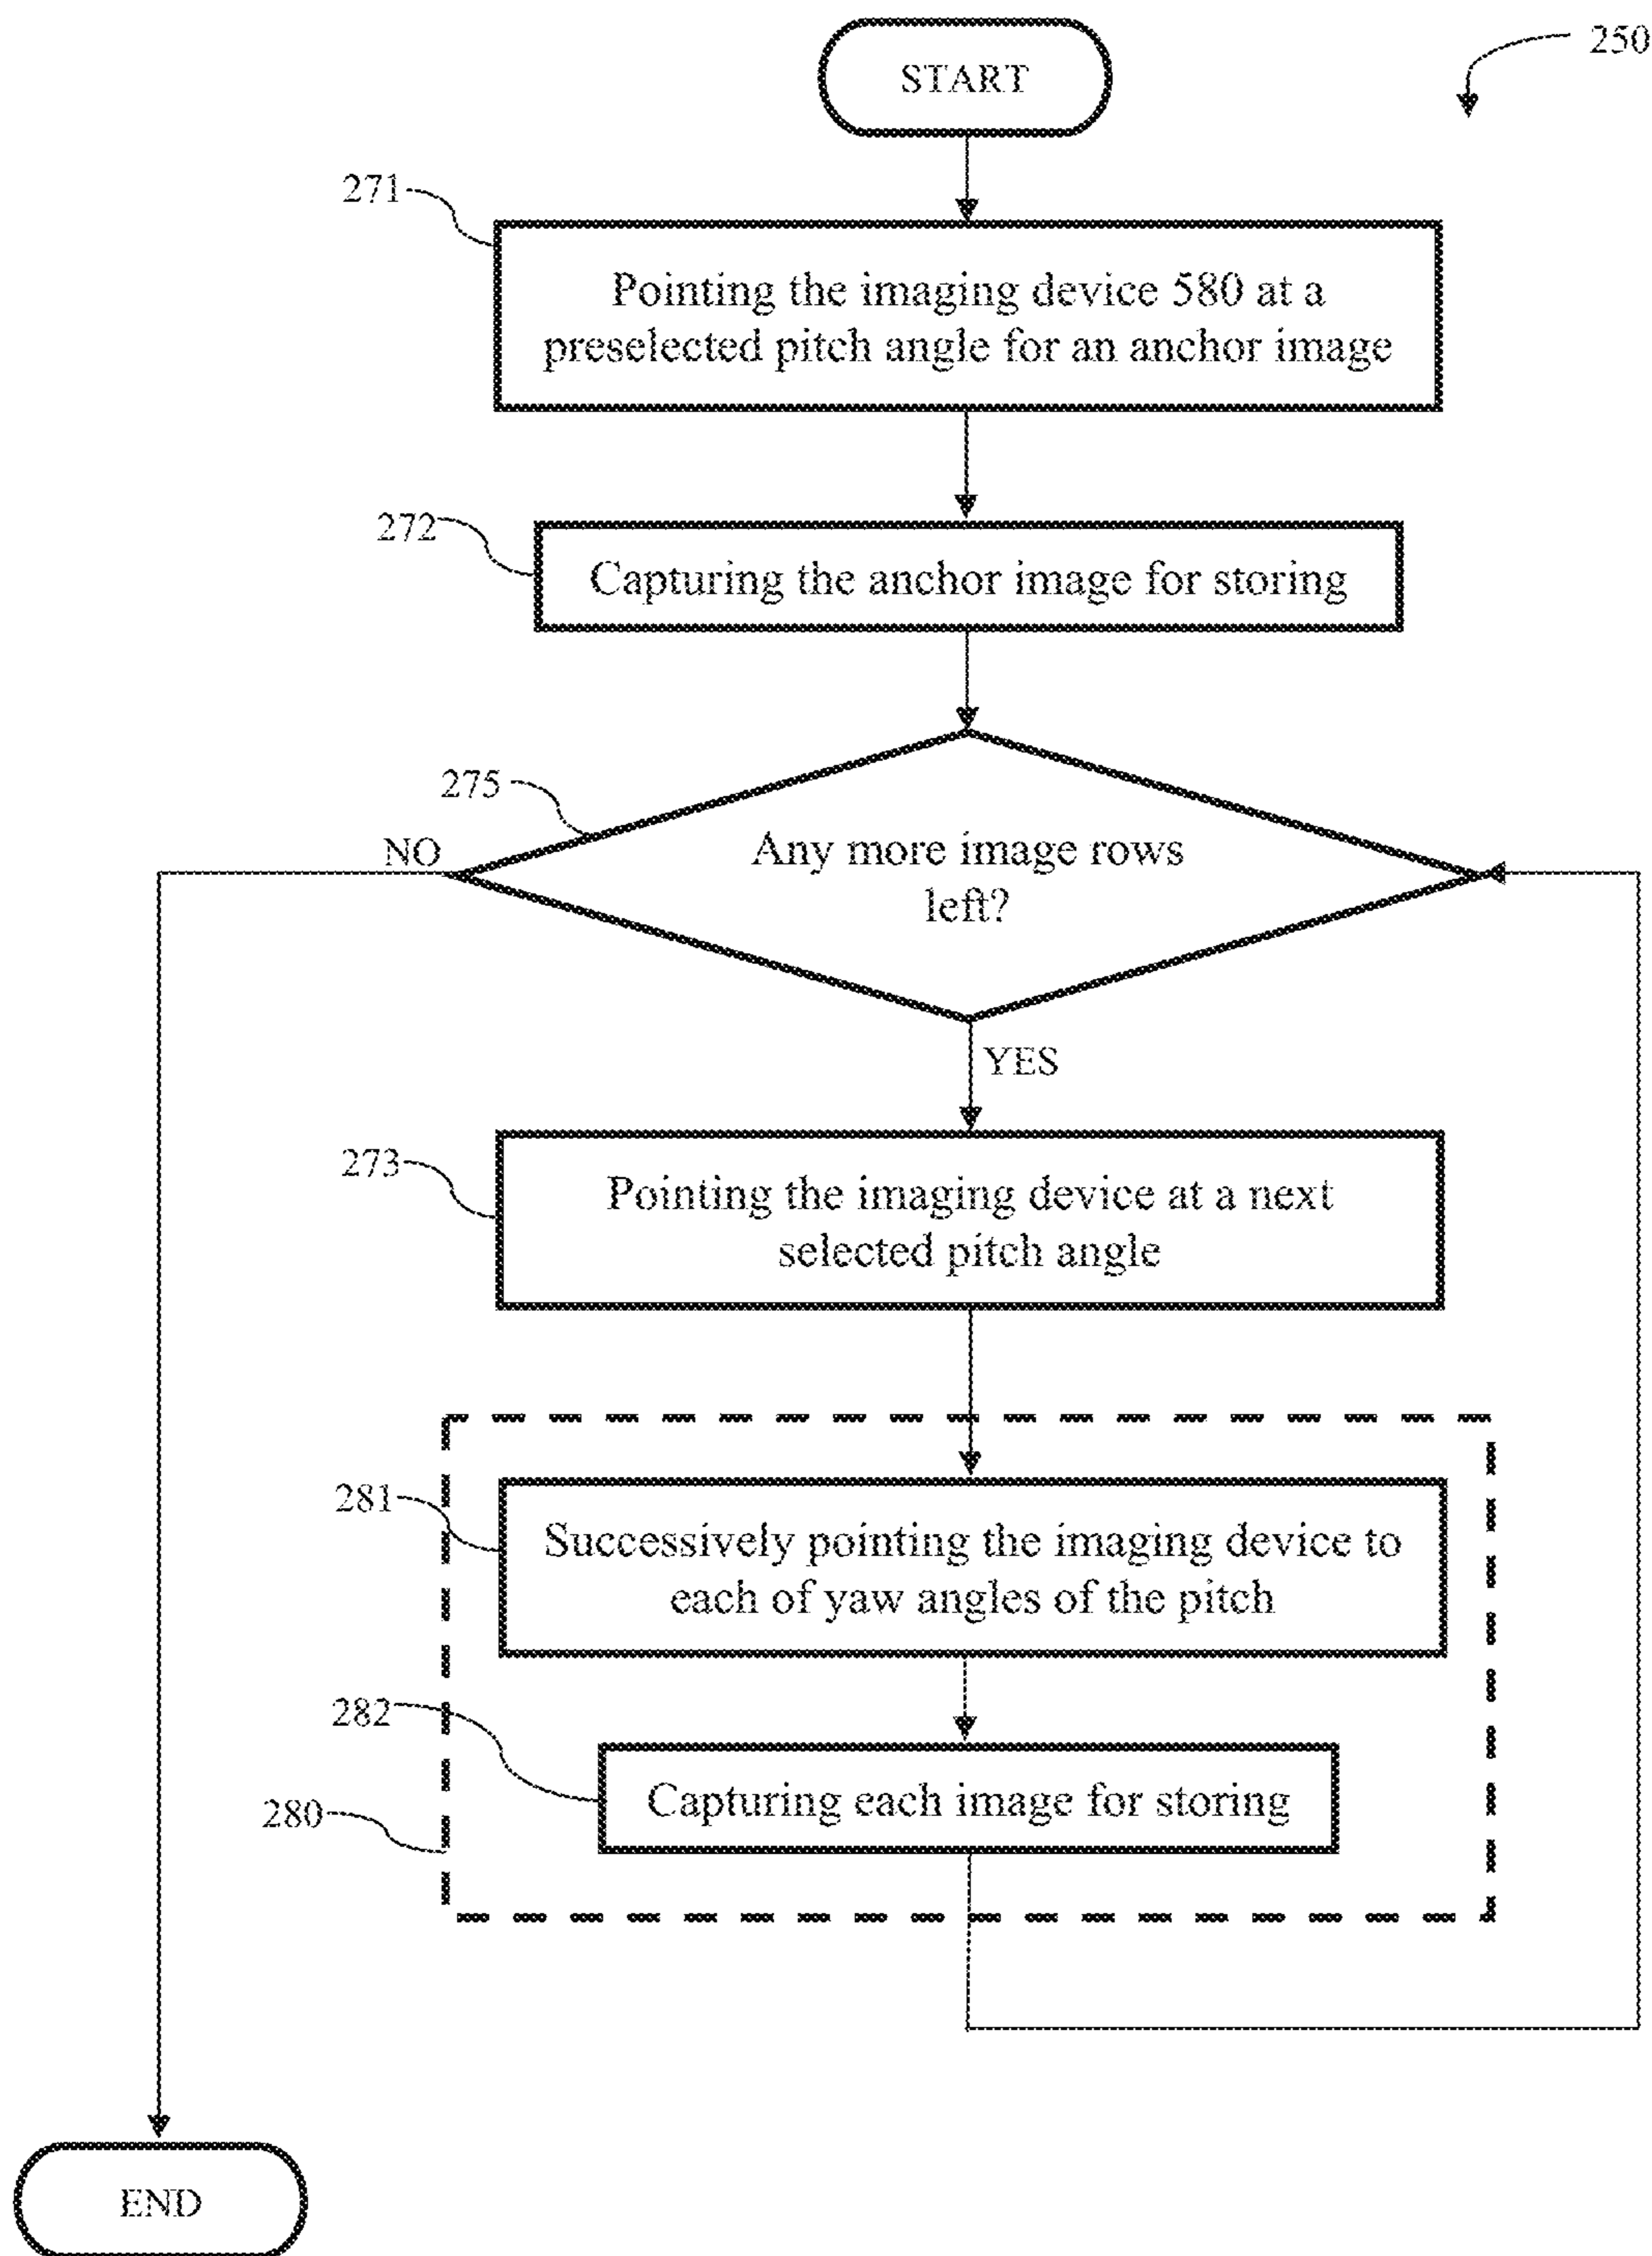 250
START
271
Pointing the imaging device 580 at a
preselected pitch angle for an anchor image
272
Capturing the anchor image for storing
275
NO
Any more image rows
left?
YES
273
Pointing the imaging device at a next
selected pitch angle
281
Successively pointing the imaging device to
each of yaw angles of the pitch
282
Capturing each image for storing
280
END